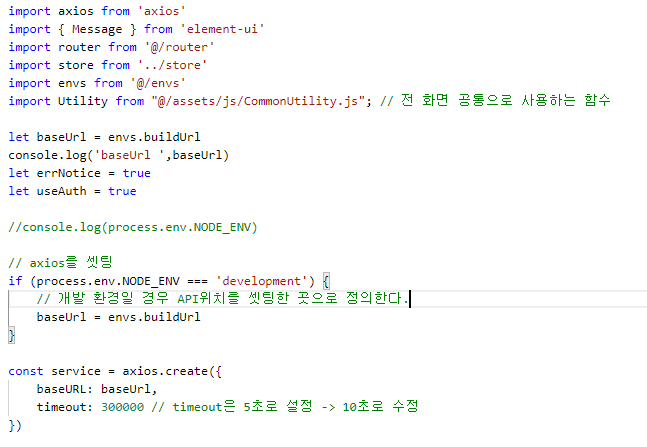 import axios from 'axios'
import { Message } from 'element-ui'
import router from '@/router'
import store from '../store'
import envs from '@/envs'
import Utility from "@/assets/js/CommonUtility.js"; // 전 화면 공통으로 사용하는 함수
let baseUrl = envs.buildUrl
console.log('baseUrl ',baseUrl)
let errNotice = true
let useAuth = true
//console.log(process.env.NODE_ENV)
// axios를 셋팅
if (process.env.NODE_ENV === 'development') {
// 개발 환경일 경우 API위치를 셋팅한 곳으로 정의한다.
baseUrl = envs.buildUrl
}
const service = axios.create({
baseURL: baseUrl,
timeout: 300000 // timeout은 5초로 설정 -> 10초로 수정
})